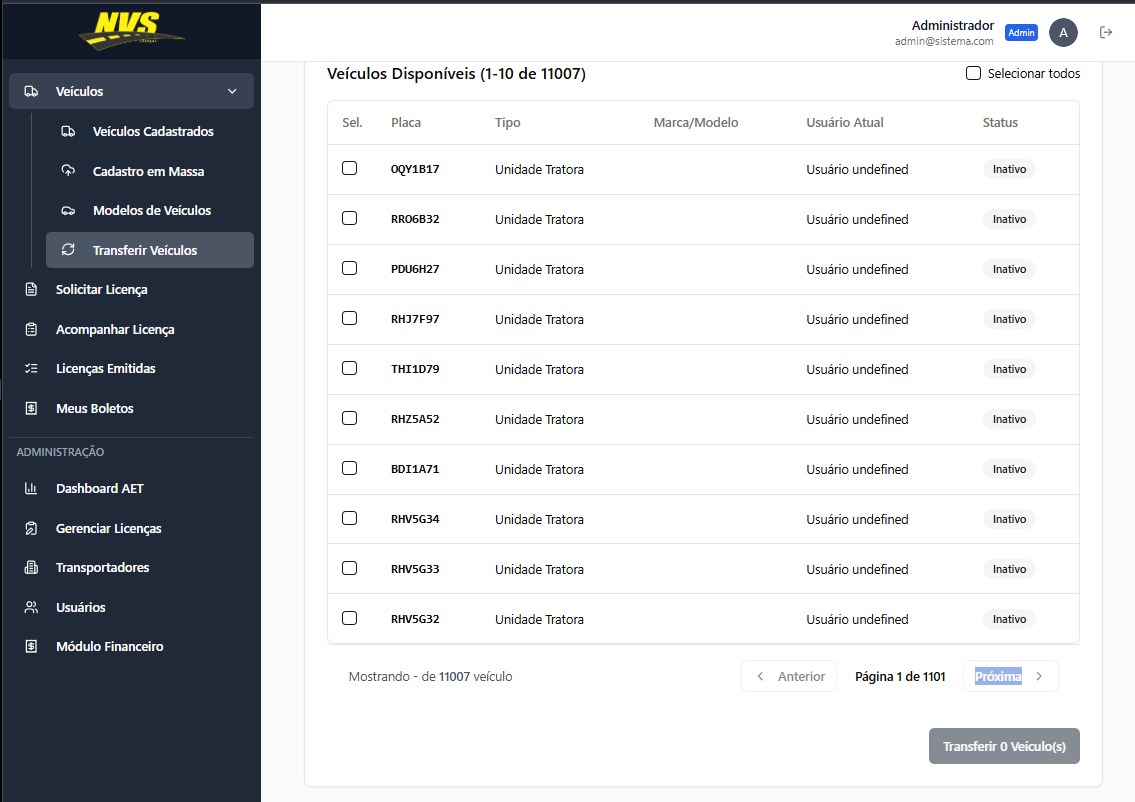 NVS
Administrador
admin@sistema.com
Admin
A
Veículos
Veículos Cadastrados
Cadastro em Massa
Modelos de Veículos
Transferir Veículos
Solicitar Licença
Acompanhar Licença
Licenças Emitidas
Meus Boletos
ADMINISTRAÇÃO
Dashboard AET
Gerenciar Licenças
Transportadores
Usuários
Módulo Financeiro
Veículos Disponíveis (1-10 de 11007)
Selecionar todos
Sel. Placa Tipo Marca/Modelo Usuário Atual Status
OQY1B17 Unidade Tratora Usuário undefined Inativo
RRO6B32 Unidade Tratora Usuário undefined Inativo
PDU6H27 Unidade Tratora Usuário undefined Inativo
RHJ7F97 Unidade Tratora Usuário undefined Inativo
THI1D79 Unidade Tratora Usuário undefined Inativo
RHZ5A52 Unidade Tratora Usuário undefined Inativo
BDI1A71 Unidade Tratora Usuário undefined Inativo
RHV5G34 Unidade Tratora Usuário undefined Inativo
RHV5G33 Unidade Tratora Usuário undefined Inativo
RHV5G32 Unidade Tratora Usuário undefined Inativo
Mostrando - de 11007 veículo
Anterior Página 1 de 1101 Próxima
Transferir 0 Veículo(s)